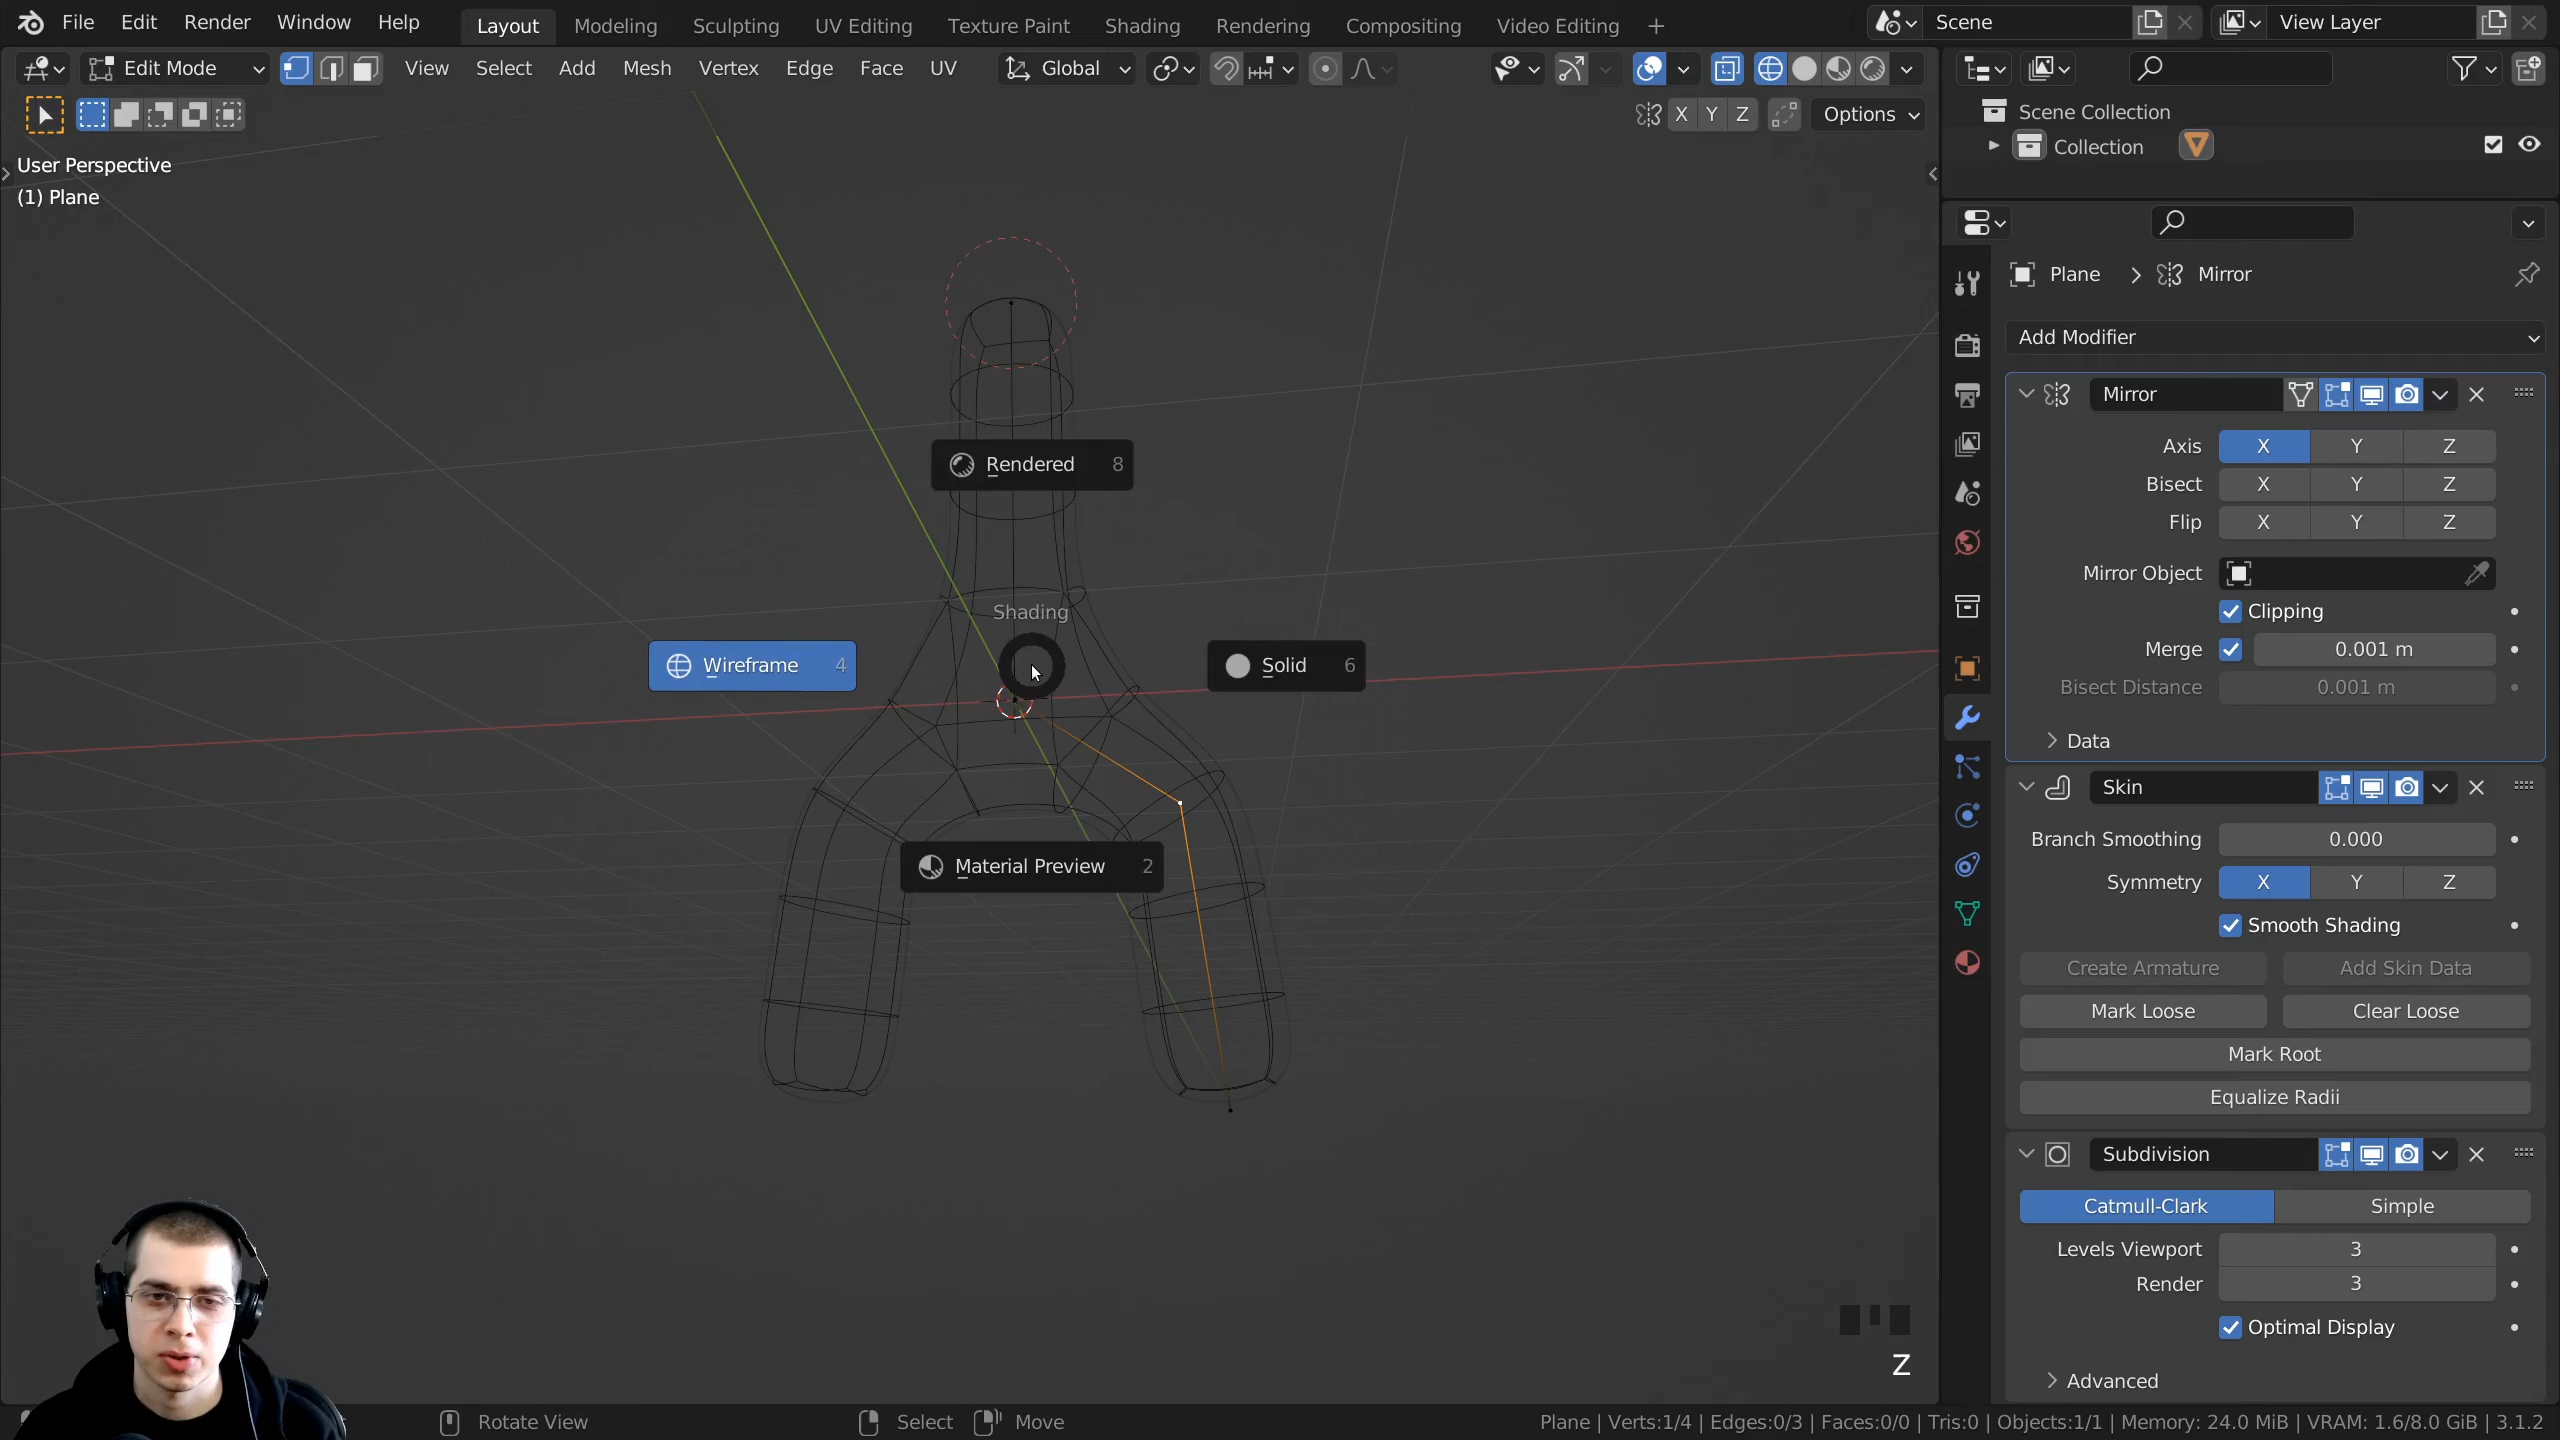 File Edit Render Window Help Layout Modeling Sculpting UV Editing Texture Paint Shading Rendering Compositing Video Editing + Scene View Layer
Edit Mode View Select Add Mesh Vertex Edge Face UV Global
X Y Z Options
User Perspective
(1) Plane
Rendered 8
Shading
Wireframe 4
Solid 6
Material Preview 2
Z
Scene Collection
Collection
Plane > Mirror
Add Modifier
Mirror
Axis X Y Z
Bisect X Y Z
Flip X Y Z
Mirror Object
Clipping
Merge 0.001 m
Bisect Distance 0.001 m
Data
Skin
Branch Smoothing 0.000
Symmetry X Y Z
Smooth Shading
Create Armature Add Skin Data
Mark Loose Clear Loose
Mark Root
Equalize Radii
Subdivision
Catmull-Clark Simple
Levels Viewport 3
Render 3
Optimal Display
Advanced
Rotate View Select Move Plane | Verts:1/4 | Edges:0/3 | Faces:0/0 | Tris:0 | Objects:1/1 | Memory: 24.0 MiB | VRAM: 1.6/8.0 GiB | 3.1.2